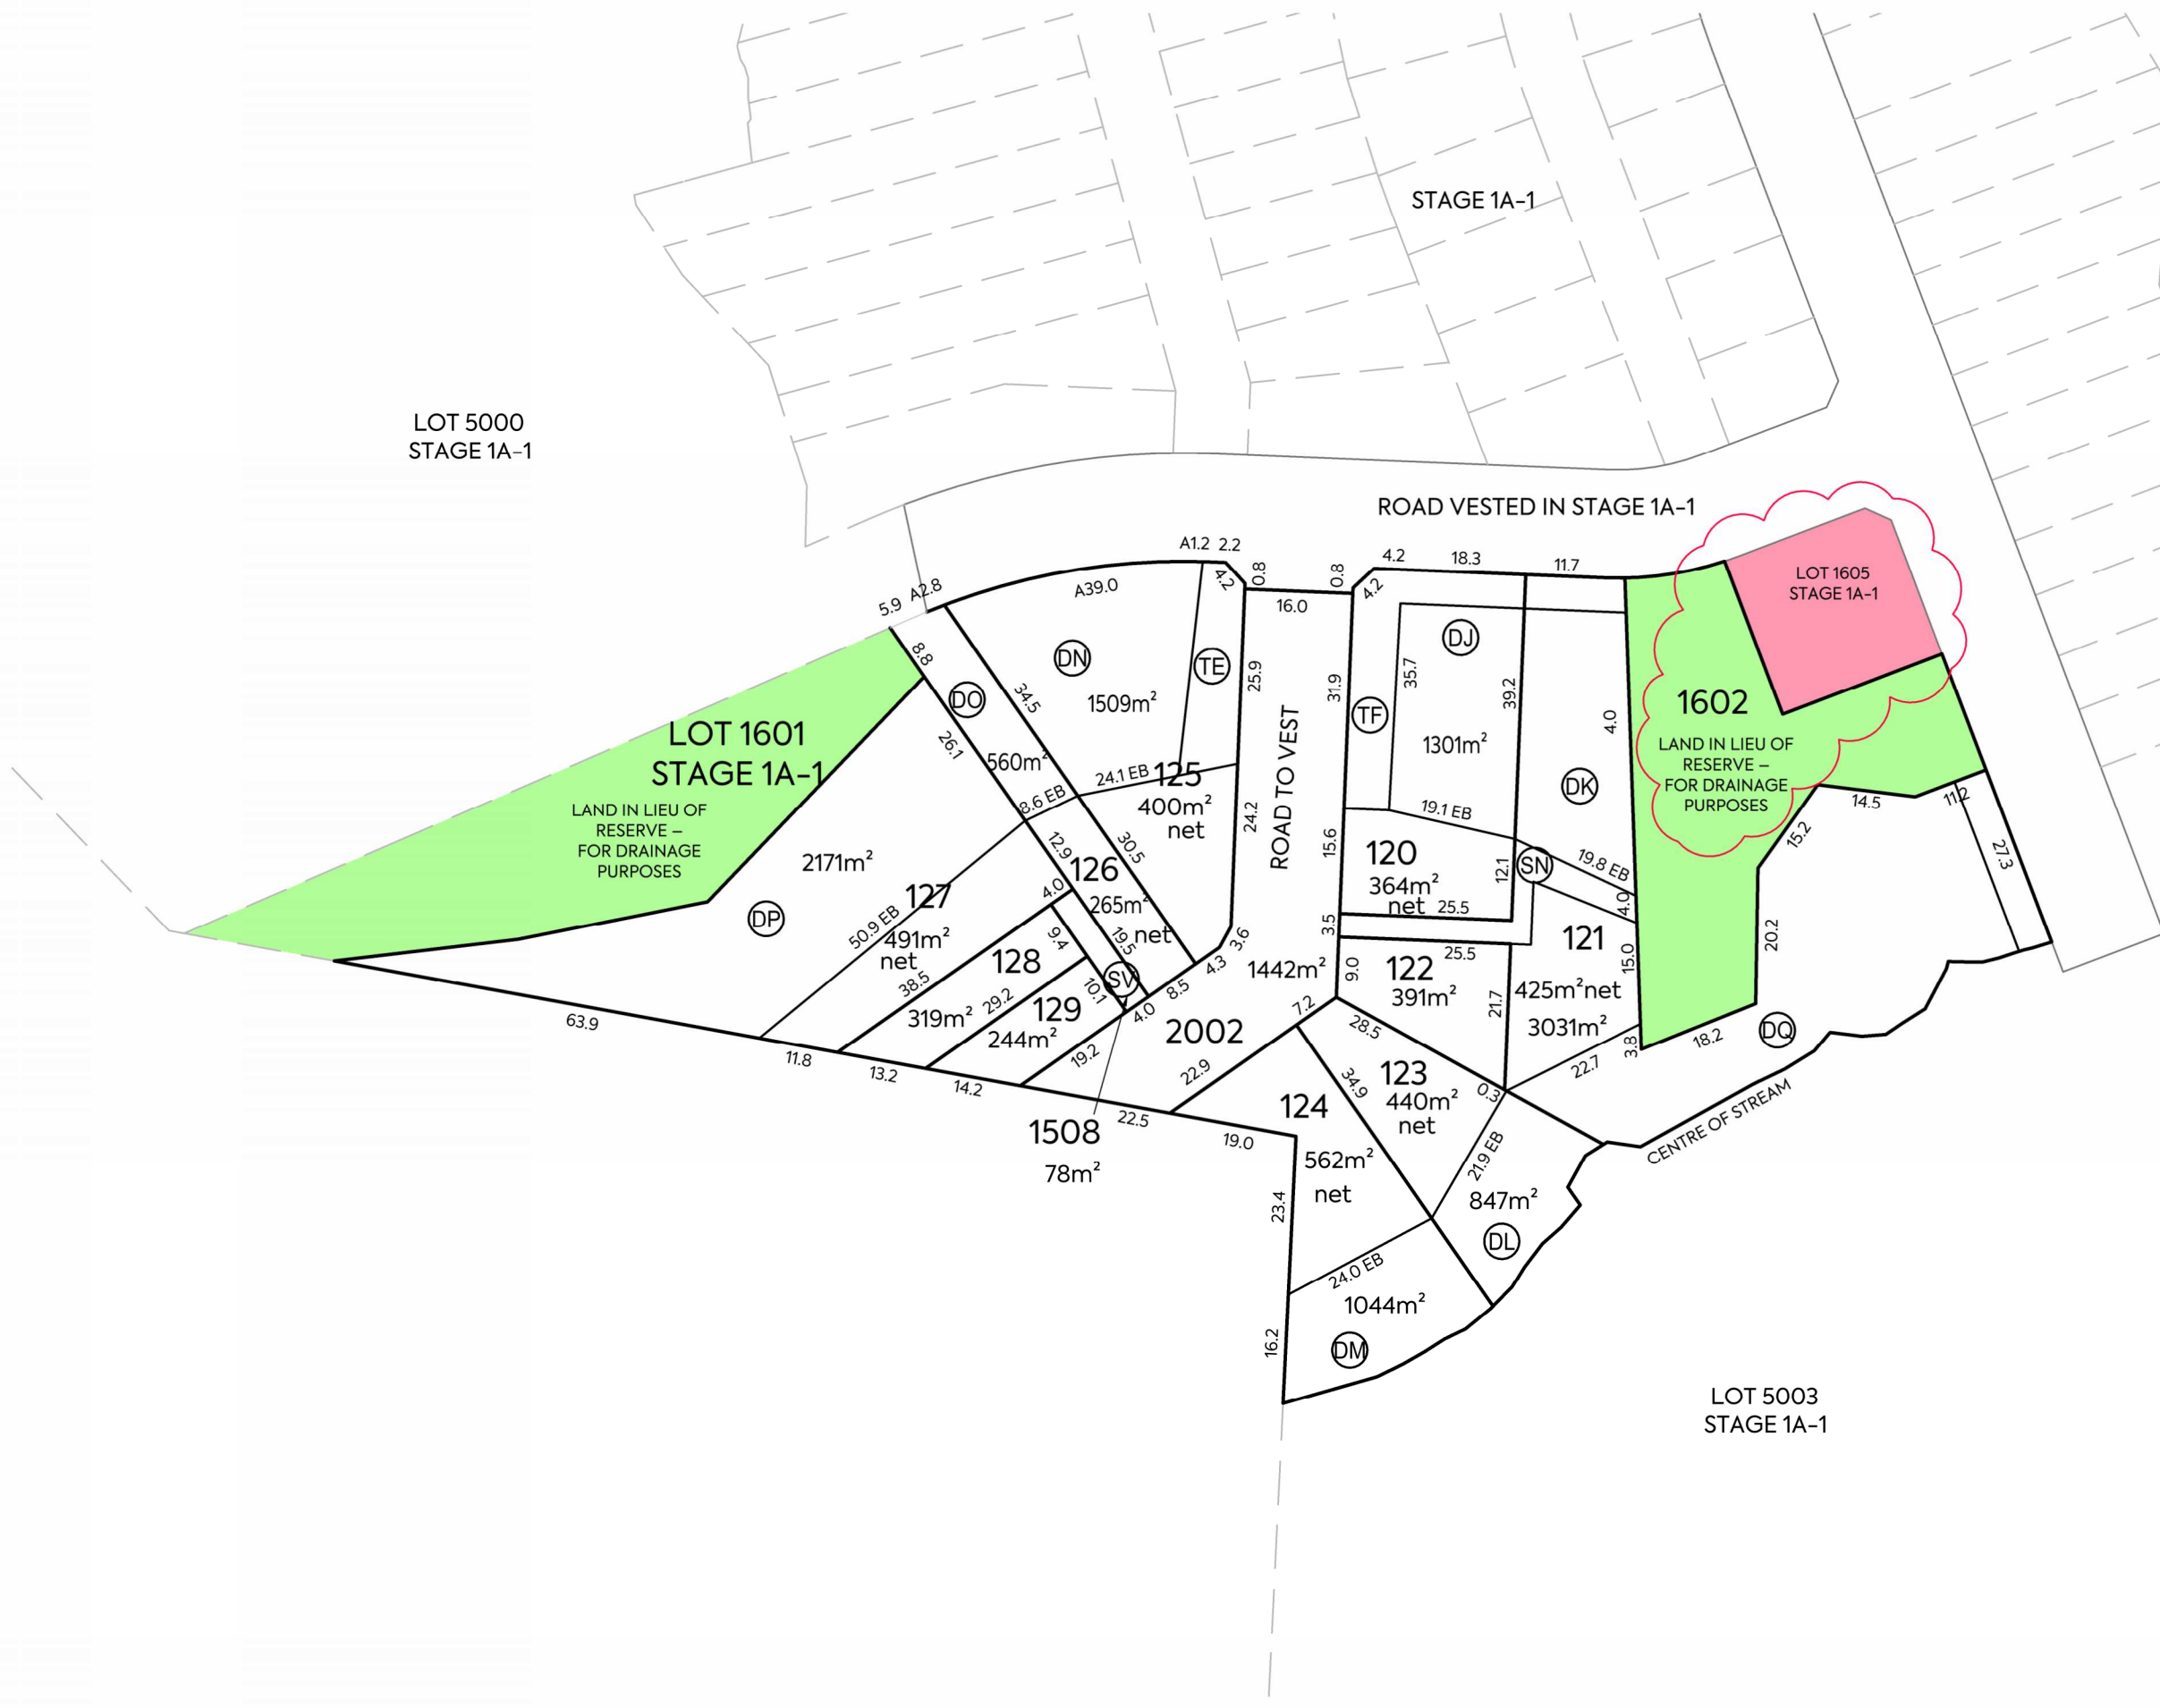 STAGE 1A-1
LOT 5000
STAGE 1A-1
ROAD VESTED IN STAGE 1A-1
A1.2
2.2
4.2
0.8
0.8
16.0
4.2
4.2
18.3
11.7
LOT 1605
STAGE 1A-1
5.9
A2.8
A39.0
8.8
DO
34.5
DN
1509m²
TE
25.9
31.9
TF
35.7
DJ
39.2
1301m²
4.0
DK
1602
LAND IN LIEU OF
RESERVE –
FOR DRAINAGE
PURPOSES
LOT 1601
STAGE 1A-1
LAND IN LIEU OF
RESERVE –
FOR DRAINAGE
PURPOSES
26.1
560m²
8.6 EB
24.1 EB
125
400m²
net
24.2
ROAD TO VEST
15.6
19.1 EB
120
364m²
net
25.5
12.1
SN
19.8 EB
4.0
14.5
11.2
15.2
27.3
2171m²
DP
127
50.9 EB
491m²
net
12.9
30.5
126
265m²
net
4.0
9.4
19.5
128
38.5
319m²
29.2
129
244m²
10.1
SV
4.0
8.5
4.3
3.6
1442m²
3.5
9.0
25.5
122
391m²
21.7
121
425m²net
3031m²
15.0
20.2
DQ
18.2
3.8
22.7
63.9
11.8
13.2
14.2
19.2
2002
7.2
22.9
28.5
22.5
19.0
1508
78m²
124
562m²
net
34.9
123
440m²
net
0.3
21.9 EB
847m²
DL
CENTRE OF STREAM
23.4
24.0 EB
1044m²
DM
16.2
LOT 5003
STAGE 1A-1